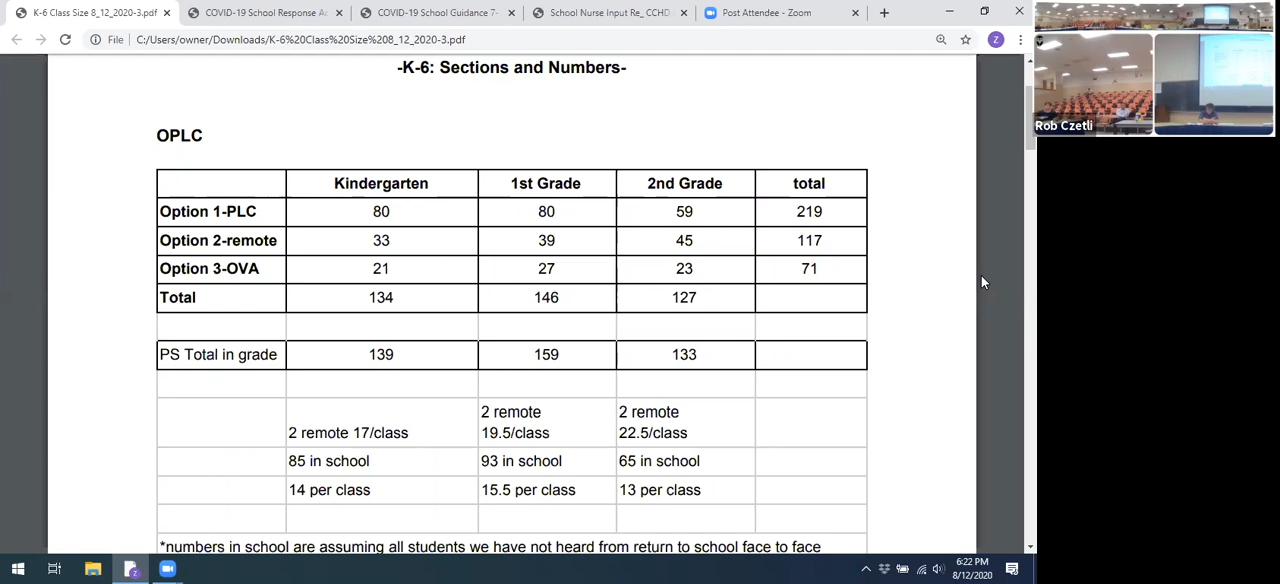 K-6 Class Size 8_12_2020-3.pdf
COVID-19 School Response Ac
COVID-19 School Guidance 7-
School Nurse Input Re_ CCHD
Post Attendee - Zoom
File
C:/Users/owner/Downloads/K-6%20Class%20Size%208_12_2020-3.pdf
Z
Rob Czetli
-K-6: Sections and Numbers-
OPLC
Kindergarten 1st Grade 2nd Grade total
Option 1-PLC 80 80 59 219
Option 2-remote 33 39 45 117
Option 3-OVA 21 27 23 71
Total 134 146 127
PS Total in grade 139 159 133
2 remote 17/class 2 remote 19.5/class 2 remote 22.5/class
85 in school 93 in school 65 in school
14 per class 15.5 per class 13 per class
*numbers in school are assuming all students we have not heard from return to school face to face
6:22 PM
8/12/2020